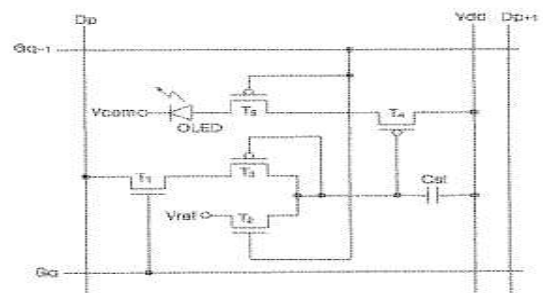 Dp Vdd Dp+1
Gq-1
Vcom T5 T4
OLED
T1 T3 Cst
Vref T2
Gq